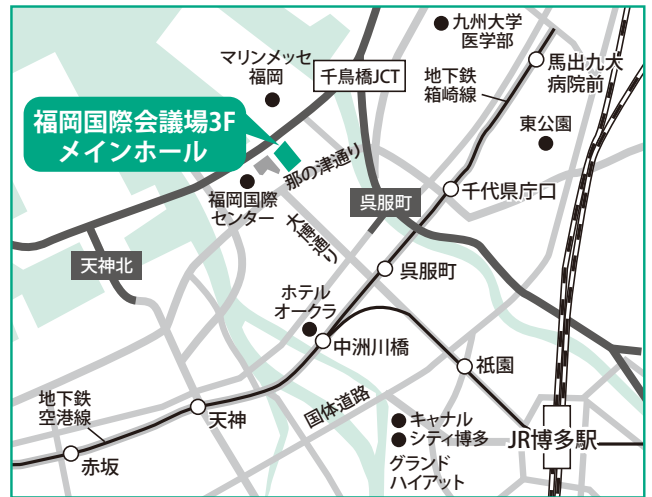 九州大学
医学部
マリンメッセ
福岡
千鳥橋JCT
地下鉄
箱崎線
馬出九大
病院前
福岡国際会議場3F
メインホール
東公園
那の津通り
福岡国際
センター
千代県庁口
呉服町
大博通り
天神北
呉服町
ホテル
オークラ
中洲川橋
祇園
地下鉄
空港線
国体道路
天神
キャナル
シティ博多
JR博多駅
赤坂
グランド
ハイアット